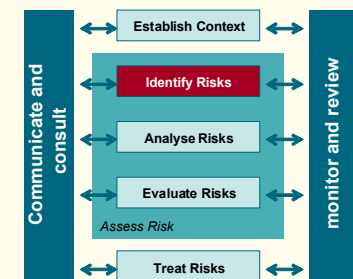 Communicate and
consult
Establish Context
Identify Risks
Analyse Risks
Evaluate Risks
Assess Risk
Treat Risks
monitor and review